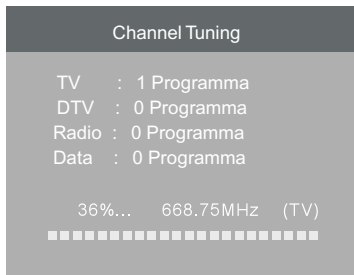 Channel Tuning
TV : 1 Programma
DTV : 0 Programma
Radio : 0 Programma
Data : 0 Programma
36%... 668.75MHz (TV)